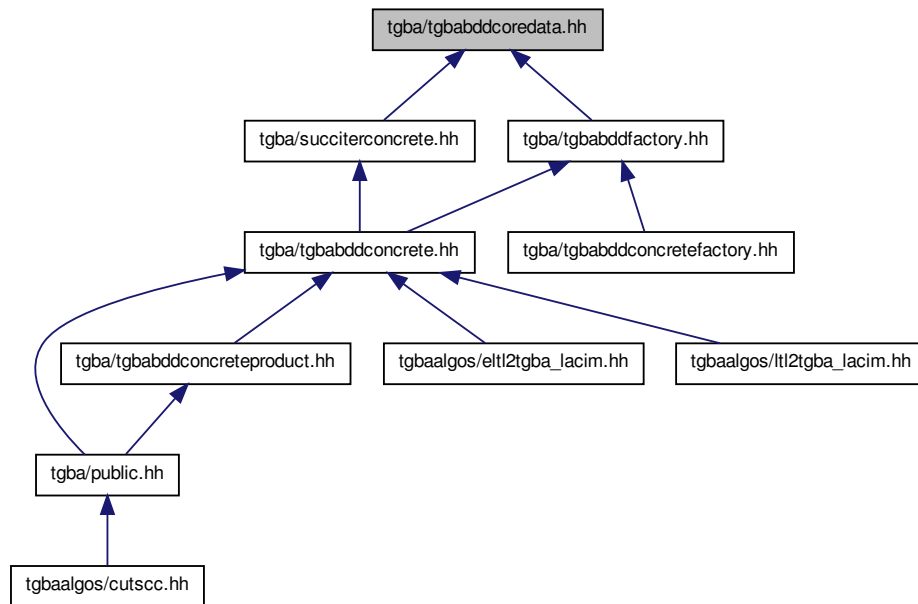 tgba/tgbabddcoredata.hh
tgba/succiterconcrete.hh
tgba/tgbabddfactory.hh
tgba/tgbabddconcrete.hh
tgba/tgbabddconcretefactory.hh
tgba/tgbabddconcreteproduct.hh
tgbaalgos/eltl2tgba_lacim.hh
tgbaalgos/ltl2tgba_lacim.hh
tgba/public.hh
tgbaalgos/cutscc.hh